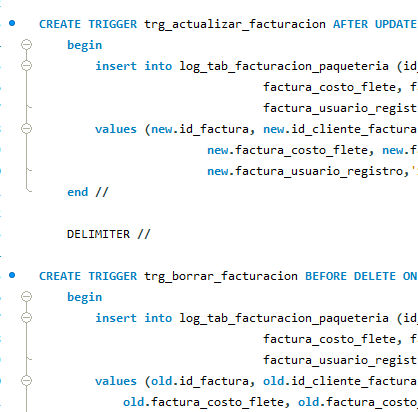 CREATE TRIGGER trg_actualizar_facturacion AFTER UPDATE
begin
insert into log_tab_facturacion_paqueteria (id_
factura_costo_flete, f
factura_usuario_regist
values (new.id_factura, new.id_cliente_factura
new.factura_costo_flete, new.f
new.factura_usuario_registro,'
end //
DELIMITER //
CREATE TRIGGER trg_borrar_facturacion BEFORE DELETE ON
begin
insert into log_tab_facturacion_paqueteria (id_
factura_costo_flete, f
factura_usuario_regist
values (old.id_factura, old.id_cliente_factura
old.factura_costo_flete, old.factura_costo_